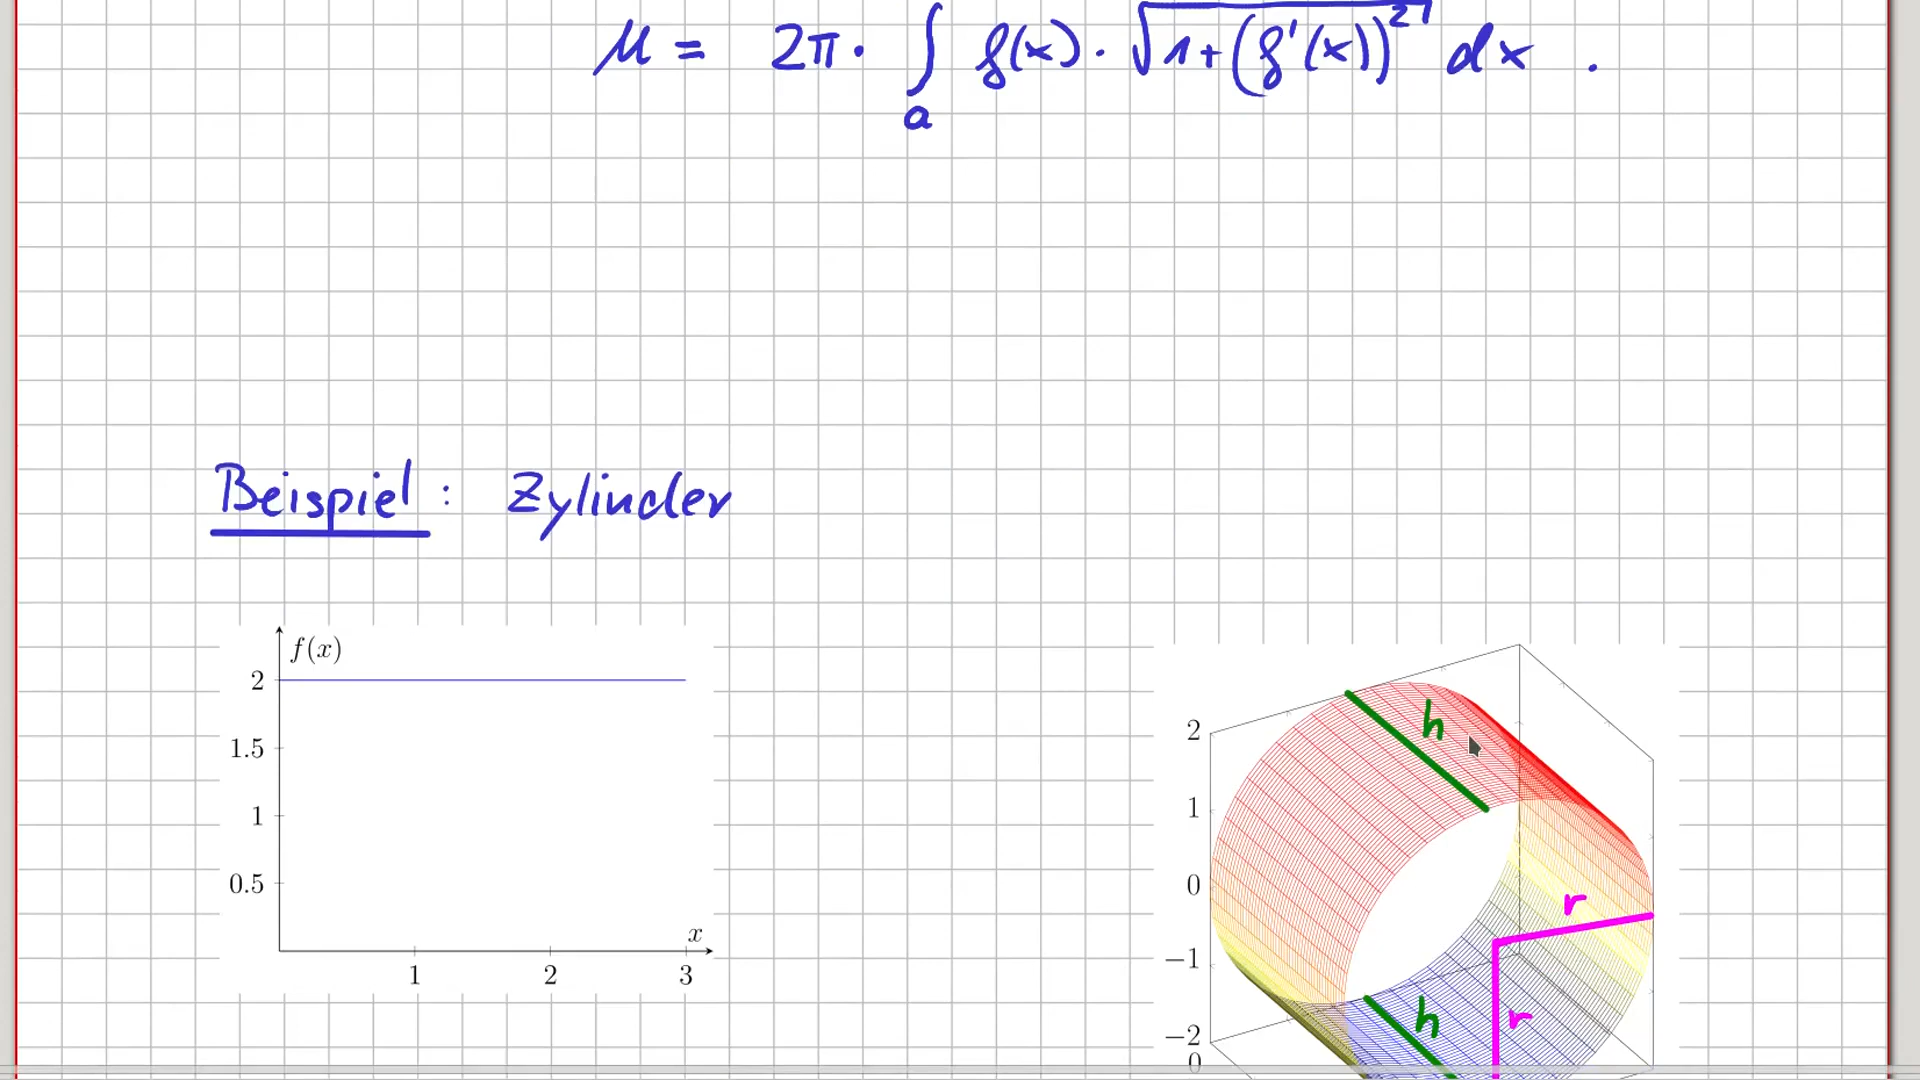 M = 2π · ∫ₐ f(x) · √(1+(f'(x))²) dx .
Beispiel : Zylinder
f(x)
2
1.5
1
0.5
x
1 2 3
2
1
0
−1
−2
0
h
r
h
r